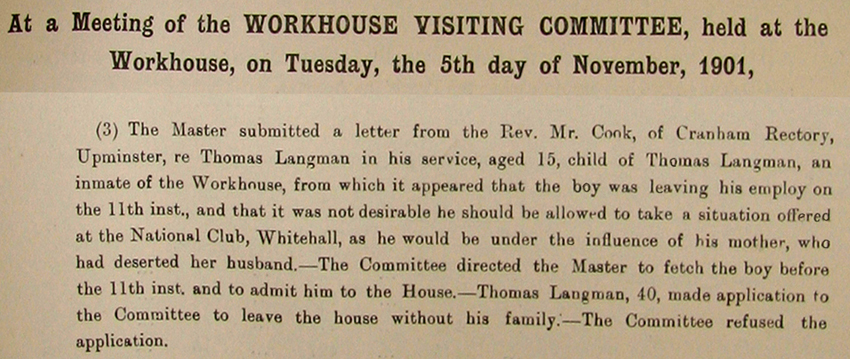 At a Meeting of the WORKHOUSE VISITING COMMITTEE, held at the
Workhouse, on Tuesday, the 5th day of November, 1901,
(3) The Master submitted a letter from the Rev. Mr. Cook, of Cranham Rectory,
Upminster, re Thomas Langman in his service, aged 15, child of Thomas Langman, an
inmate of the Workhouse, from which it appeared that the boy was leaving his employ on
the 11th inst., and that it was not desirable he should be allowed to take a situation offered
at the National Club, Whitehall, as he would be under the influence of his mother, who
had deserted her husband.—The Committee directed the Master to fetch the boy before
the 11th inst. and to admit him to the House.—Thomas Langman, 40, made application to
the Committee to leave the house without his family.—The Committee refused the
application.